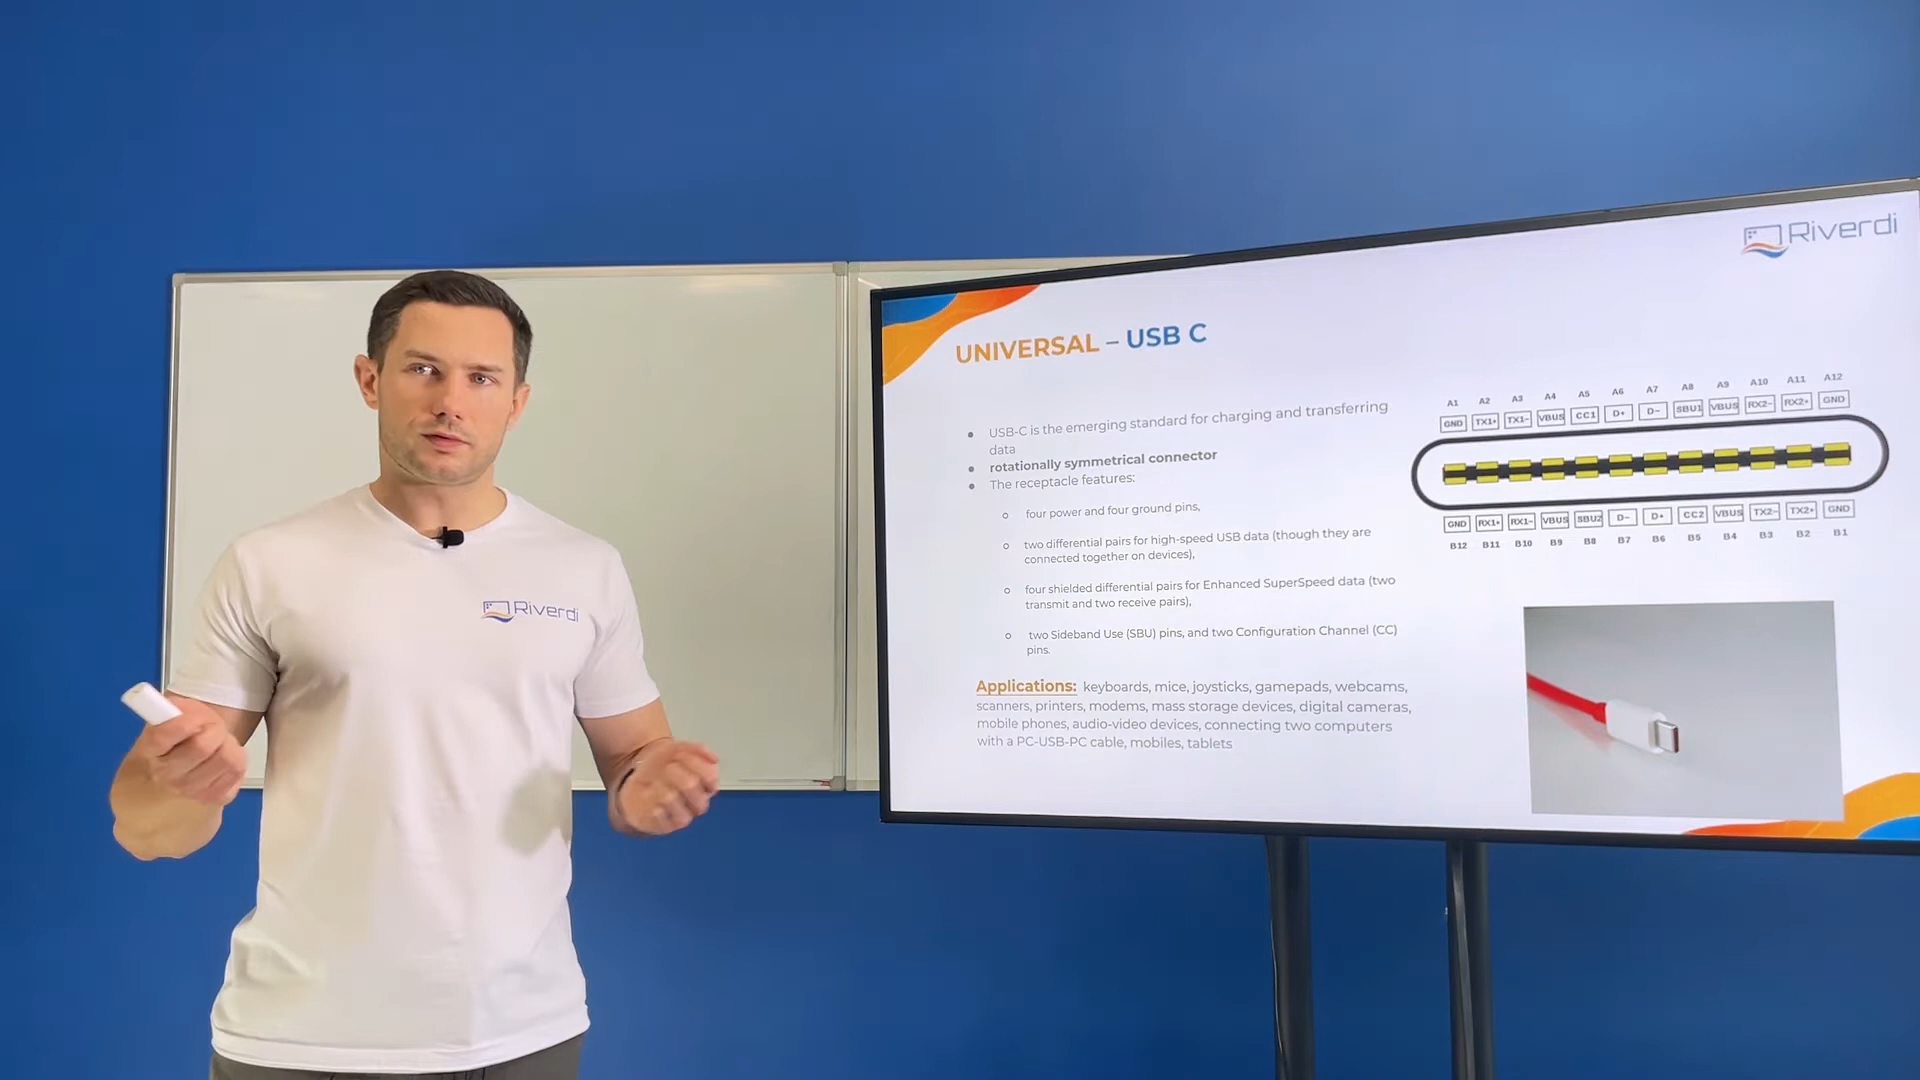 Riverdi
UNIVERSAL – USB C
USB-C is the emerging standard for charging and transferring
data
rotationally symmetrical connector
The receptacle features:
four power and four ground pins,
two differential pairs for high-speed USB data (though they are
connected together on devices),
four shielded differential pairs for Enhanced SuperSpeed data (two
transmit and two receive pairs),
two Sideband Use (SBU) pins, and two Configuration Channel (CC)
pins.
Applications: keyboards, mice, joysticks, gamepads, webcams,
scanners, printers, modems, mass storage devices, digital cameras,
mobile phones, audio-video devices, connecting two computers
with a PC-USB-PC cable, mobiles, tablets
A1 A2 A3 A4 A5 A6 A7 A8 A9 A10 A11 A12
GND TX1+ TX1− VBUS CC1 D+ D− SBU1 VBUS RX2− RX2+ GND
GND RX1+ RX1− VBUS SBU2 D− D+ CC2 VBUS TX2− TX2+ GND
B12 B11 B10 B9 B8 B7 B6 B5 B4 B3 B2 B1
Riverdi